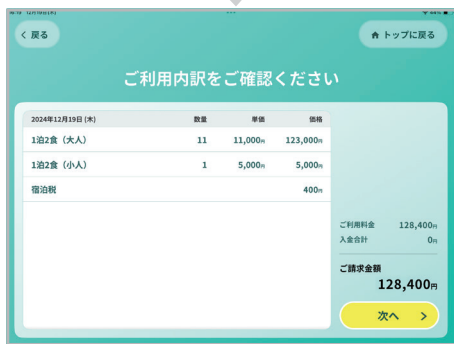 < 戻る
トップに戻る
ご利用内訳をご確認ください
2024年12月19日 (木) 数量 単価 価格
1泊2食（大人） 11 11,000円 123,000円
1泊2食（小人） 1 5,000円 5,000円
宿泊税 400円
ご利用料金 128,400円
入金合計 0円
ご請求金額
128,400円
次へ >